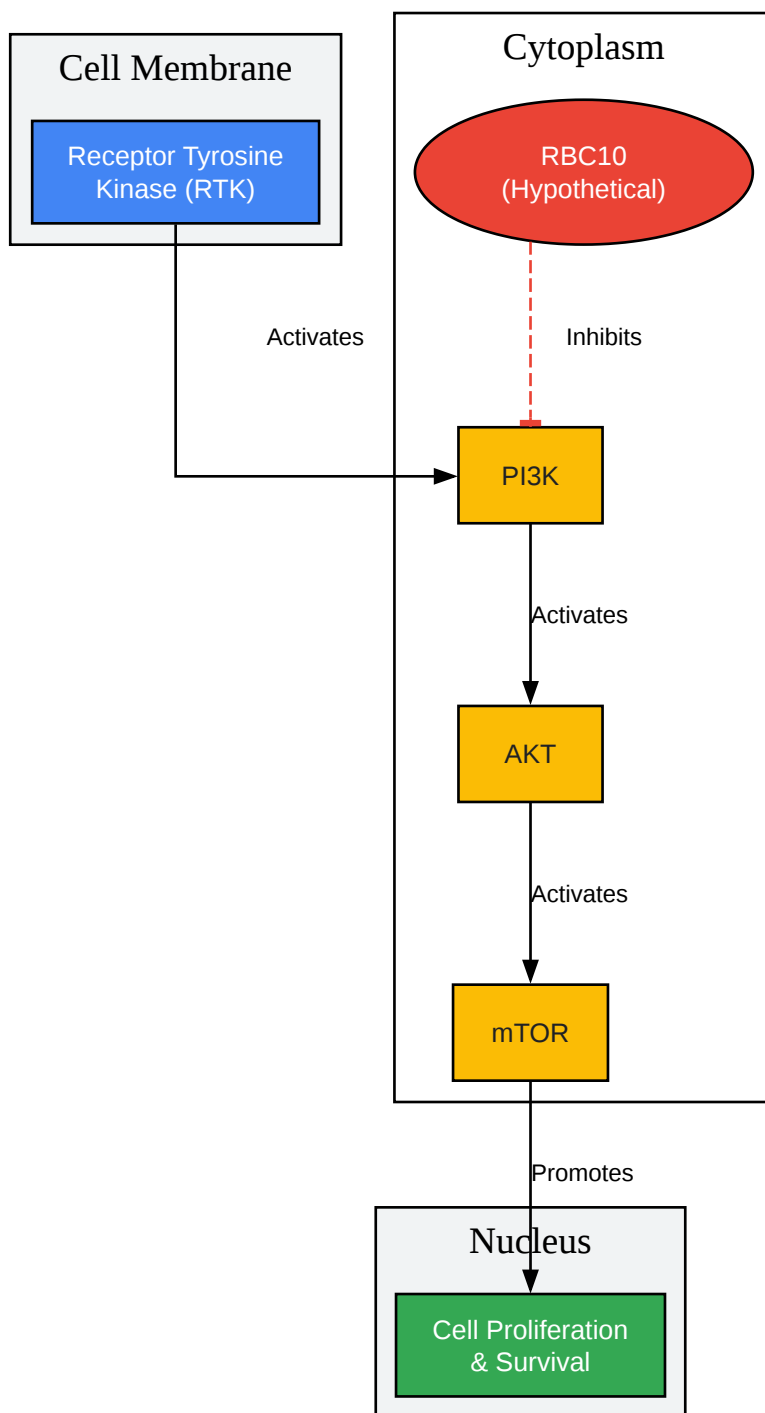 Cell Membrane
Receptor Tyrosine
Kinase (RTK)
Cytoplasm
RBC10
(Hypothetical)
Activates
Inhibits
PI3K
Activates
AKT
Activates
mTOR
Promotes
Nucleus
Cell Proliferation
& Survival